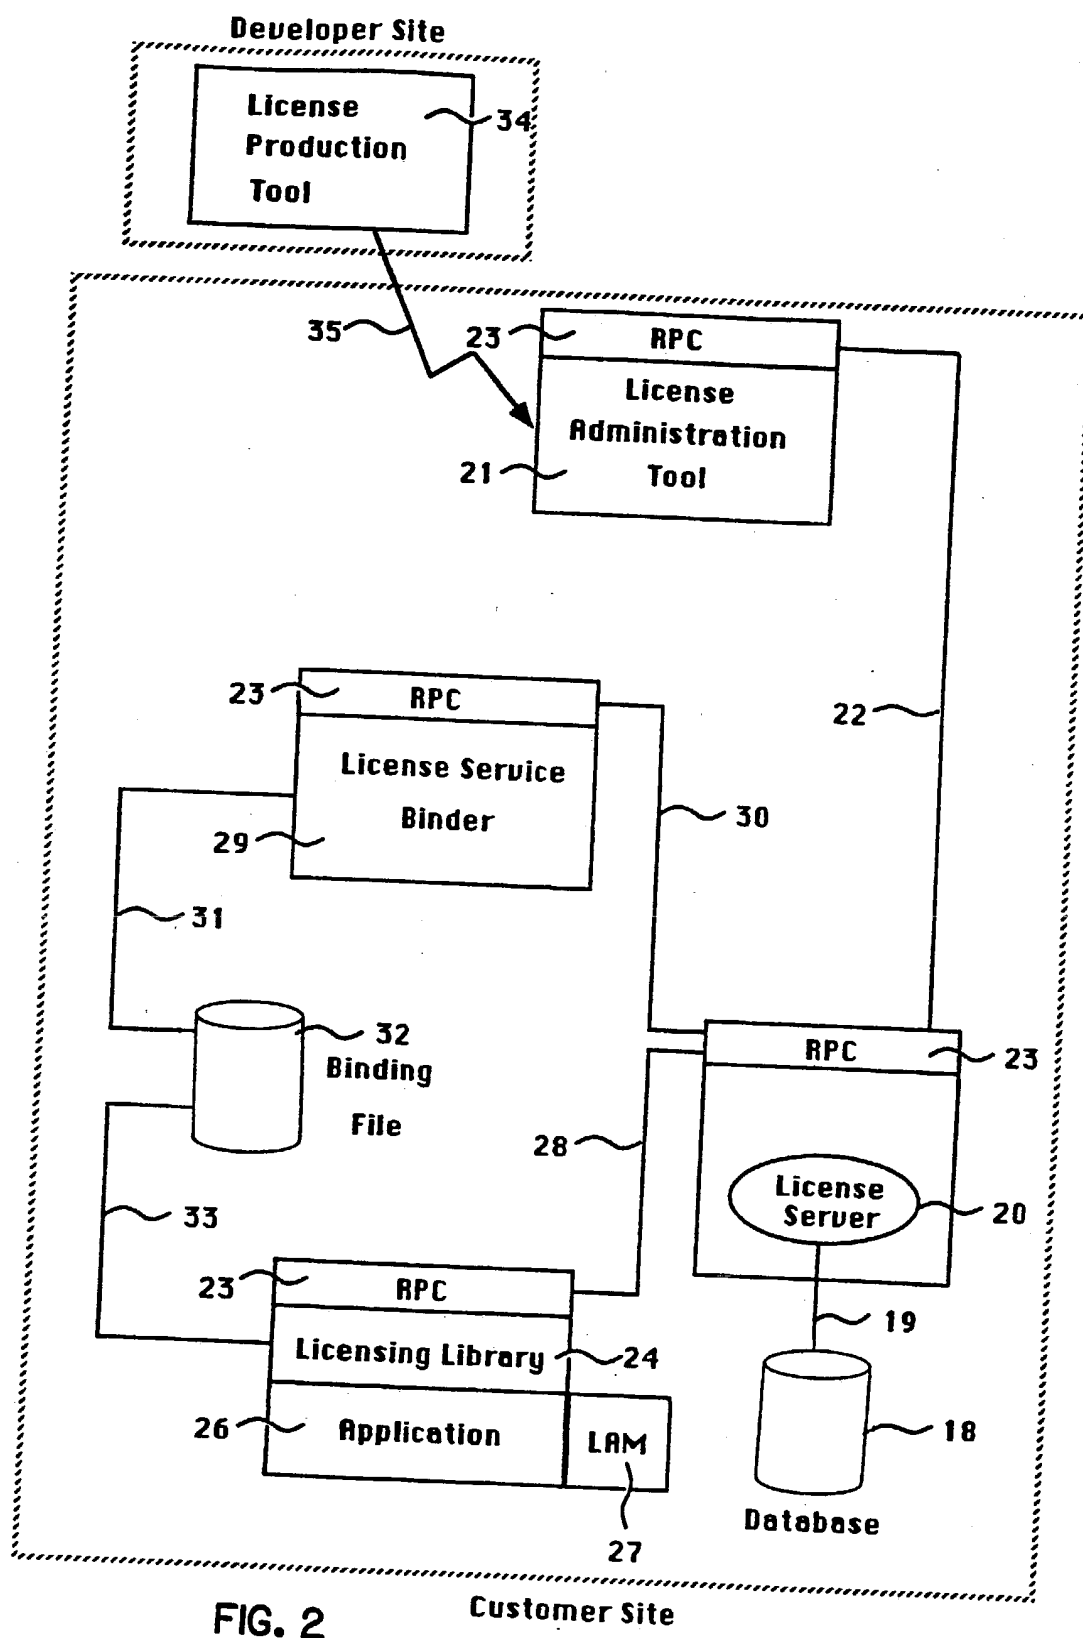 Developer Site
License
Production
Tool
34
35
23
RPC
License
Administration
Tool
21
22
23
RPC
License Service
Binder
29
30
31
32
Binding
File
RPC
23
28
License
Server
20
33
23
RPC
Licensing Library
24
19
26
Application
LAM
18
27
Database
Customer Site
FIG. 2